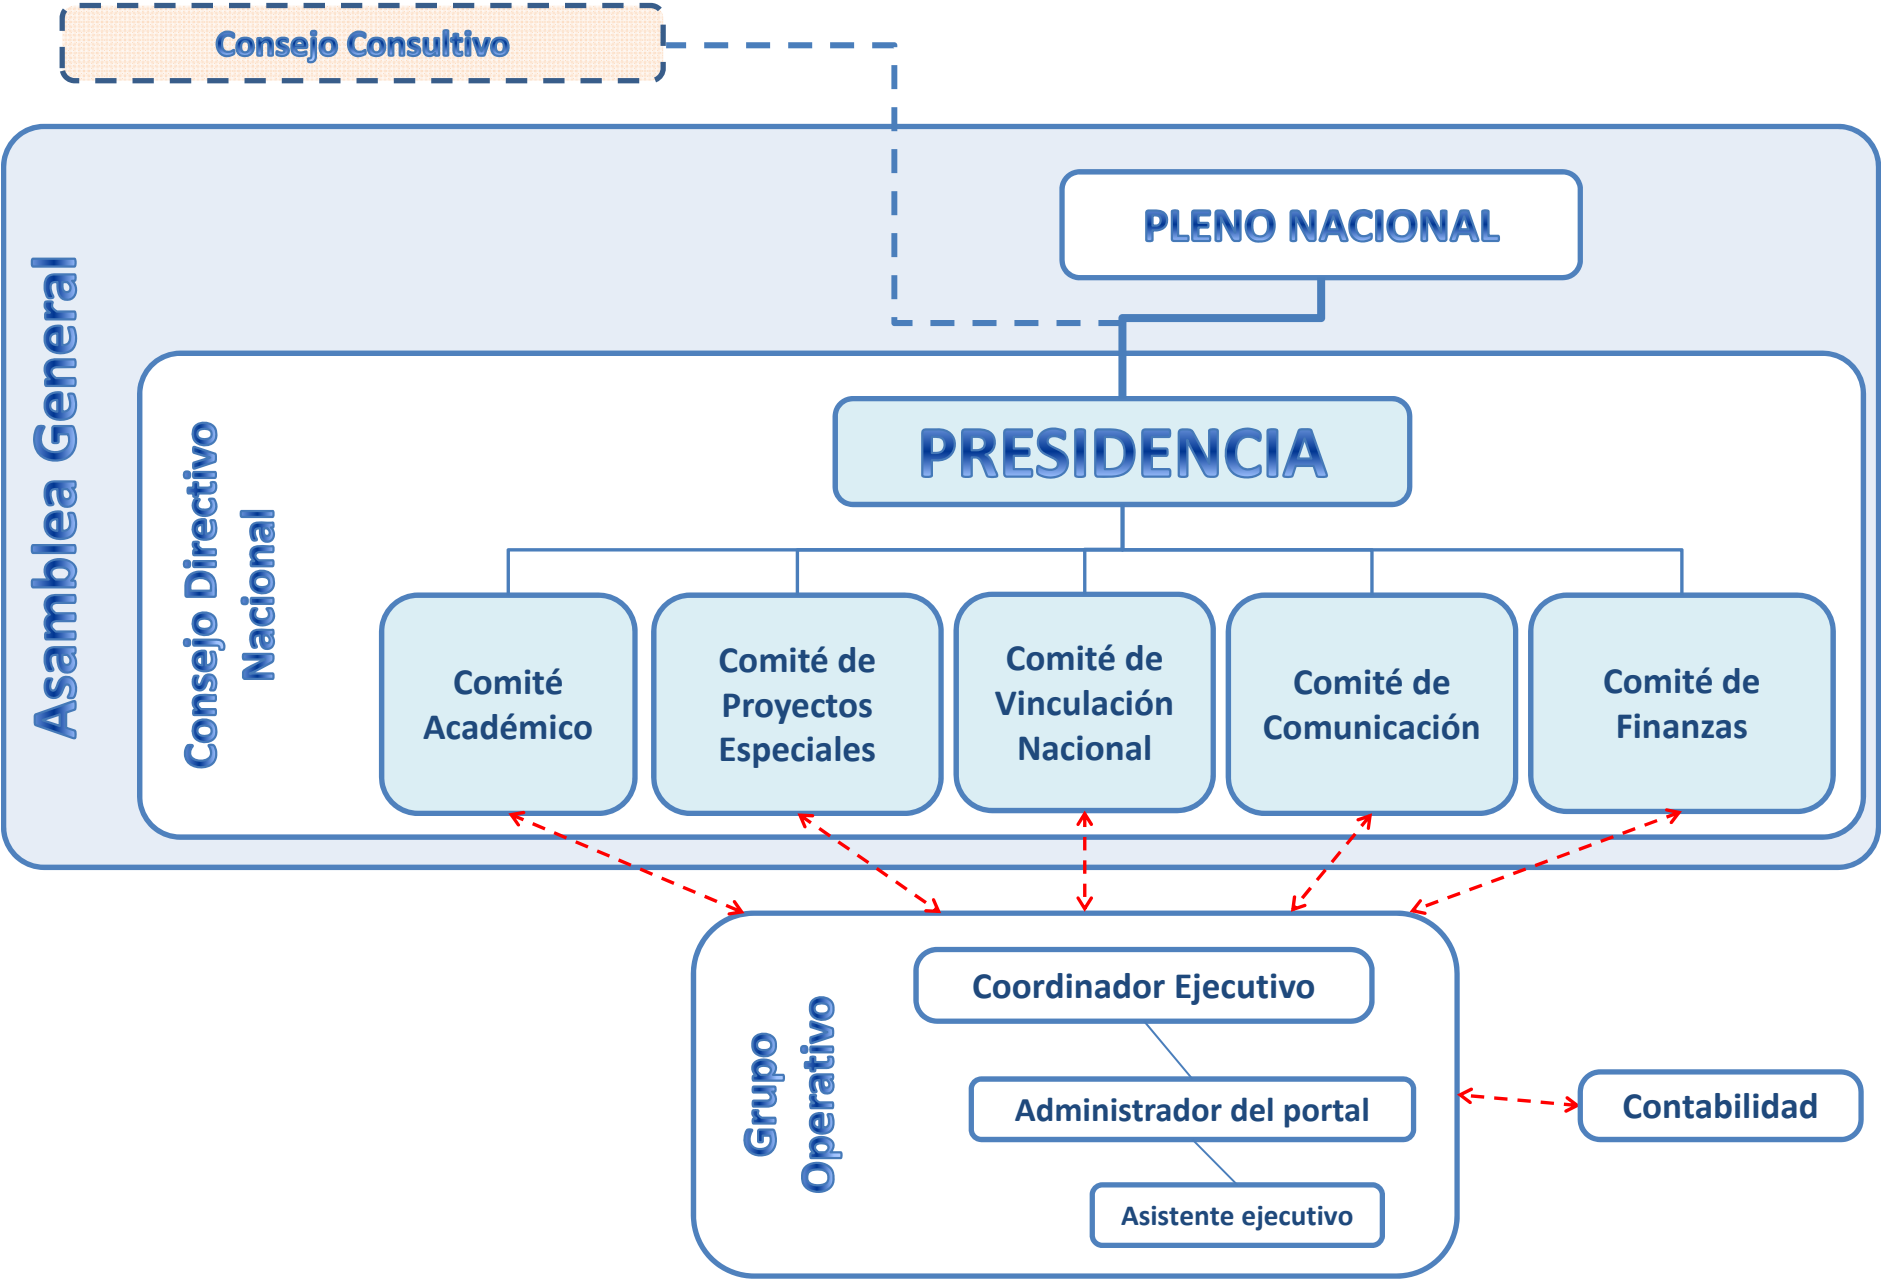 Consejo Consultivo
PLENO NACIONAL
Asamblea General
Consejo Directivo
Nacional
PRESIDENCIA
Comité
Académico
Comité de
Proyectos
Especiales
Comité de
Vinculación
Nacional
Comité de
Comunicación
Comité de
Finanzas
Grupo
Operativo
Coordinador Ejecutivo
Administrador del portal
Asistente ejecutivo
Contabilidad